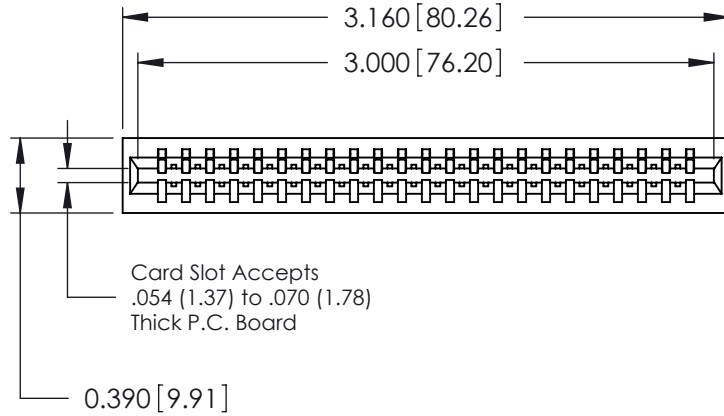 3.160 [80.26]
3.000 [76.20]
Card Slot Accepts
.054 (1.37) to .070 (1.78)
Thick P.C. Board
0.390 [9.91]